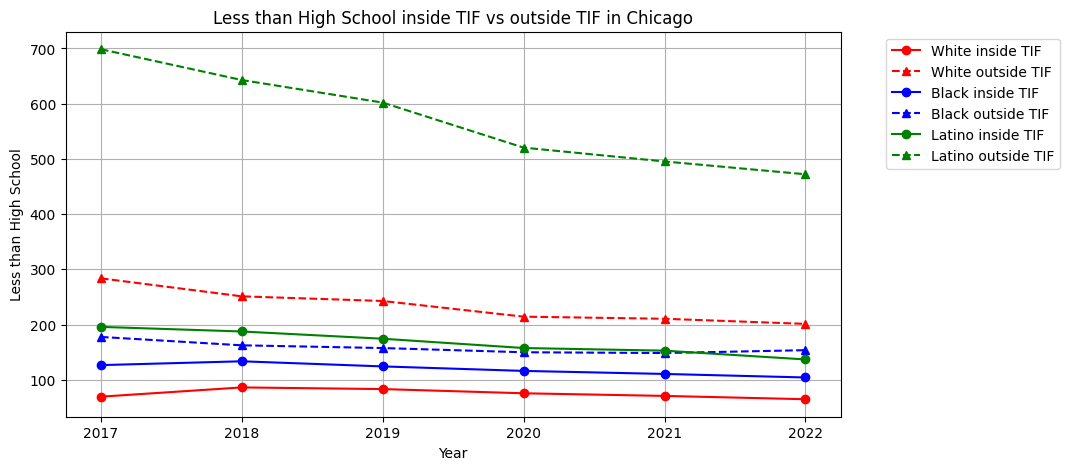 Less than High School inside TIF vs outside TIF in Chicago
700
600
500
400
300
200
100
Less than High School
2017
2018
2019
2020
2021
2022
Year
White inside TIF
White outside TIF
Black inside TIF
Black outside TIF
Latino inside TIF
Latino outside TIF